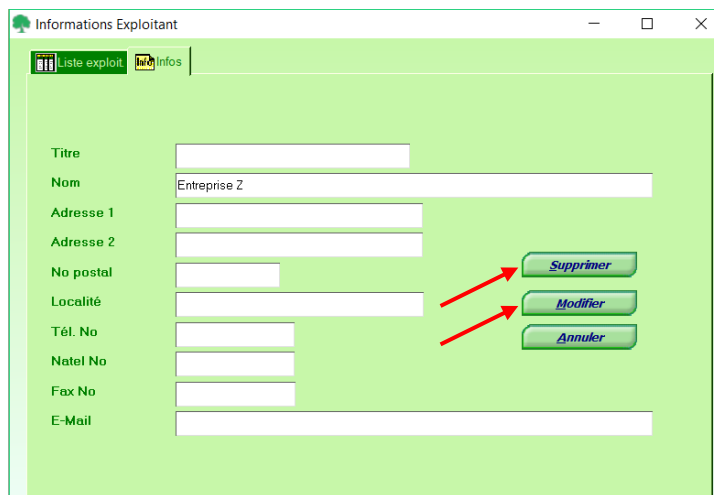 Informations Exploitant
Liste exploit. Info Infos
Titre
Nom Entreprise Z
Adresse 1
Adresse 2
No postal
Supprimer
Localité
Modifier
Tél. No
Annuler
Natel No
Fax No
E-Mail